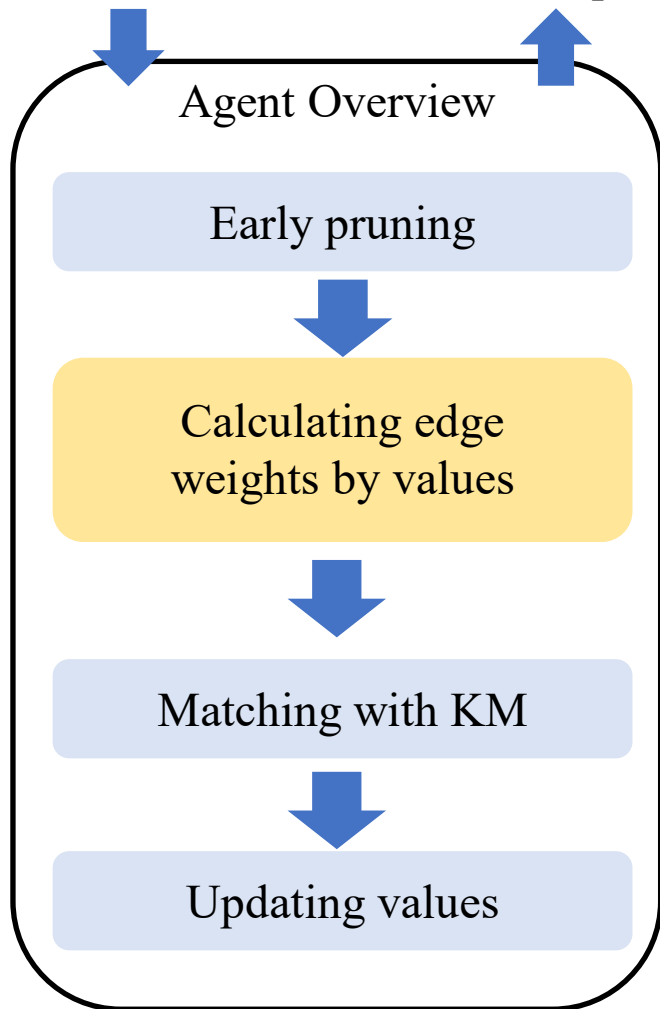 Agent Overview
Early pruning
Calculating edge
weights by values
Matching with KM
Updating values